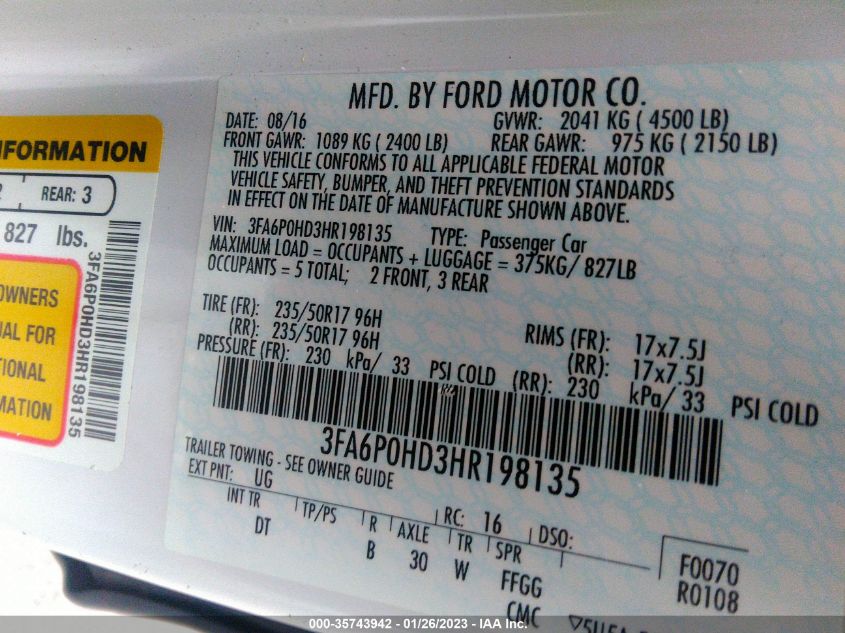 NFORMATION
REAR: 3
827 lbs.
3FA6P0HD3HR198135
OWNERS
UAL FOR
TIONAL
MATION
MFD. BY FORD MOTOR CO.
DATE: 08/16 GVWR: 2041 KG ( 4500 LB)
FRONT GAWR: 1089 KG ( 2400 LB) REAR GAWR: 975 KG ( 2150 LB)
THIS VEHICLE CONFORMS TO ALL APPLICABLE FEDERAL MOTOR
VEHICLE SAFETY, BUMPER, AND THEFT PREVENTION STANDARDS
IN EFFECT ON THE DATE OF MANUFACTURE SHOWN ABOVE.
VIN: 3FA6P0HD3HR198135 TYPE: Passenger Car
MAXIMUM LOAD = OCCUPANTS + LUGGAGE = 375KG/ 827LB
OCCUPANTS = 5 TOTAL; 2 FRONT, 3 REAR
TIRE (FR): 235/50R17 96H RIMS (FR): 17x7.5J
(RR): 235/50R17 96H (RR): 17x7.5J
PRESSURE (FR): 230 kPa/ 33 PSI COLD (RR): 230 kPa/ 33 PSI COLD
3FA6P0HD3HR198135
TRAILER TOWING - SEE OWNER GUIDE
EXT PNT: UG RC: 16 DSO:
INT TR TP/PS R AXLE TR SPR F0070
DT B 30 W FFGG R0108
CMC
000-35743942 / 01/26/2023 - IAA Inc.